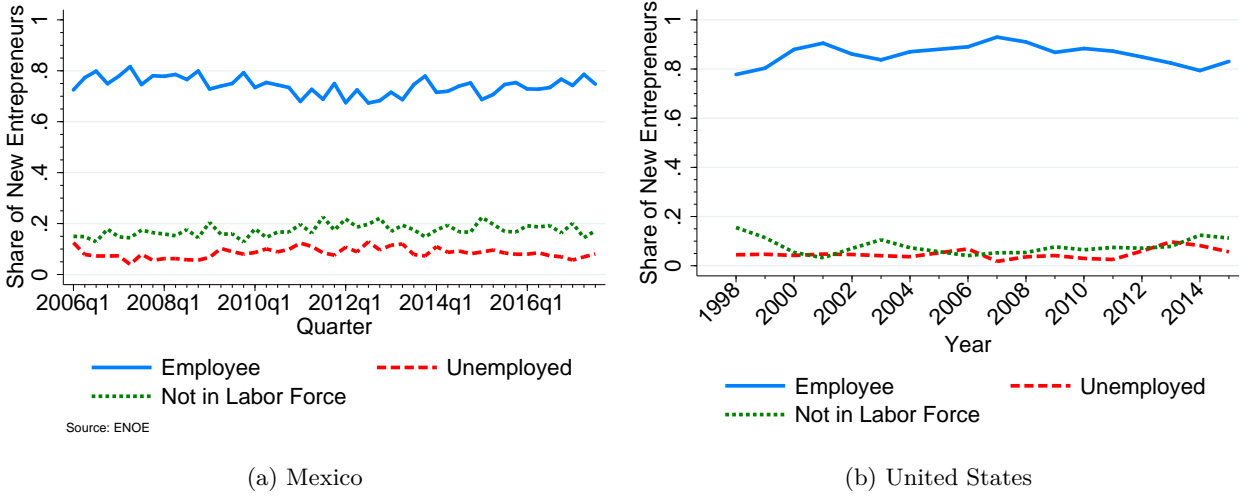 Share of New Entrepreneurs
1
.8
.6
.4
.2
0
2006q1 2008q1 2010q1 2012q1 2014q1 2016q1
Quarter
Employee Unemployed
Not in Labor Force
Source: ENOE
(a) Mexico
Share of New Entrepreneurs
1
.8
.6
.4
.2
0
1998 2000 2002 2004 2006 2008 2010 2012 2014
Year
Employee Unemployed
Not in Labor Force
(b) United States